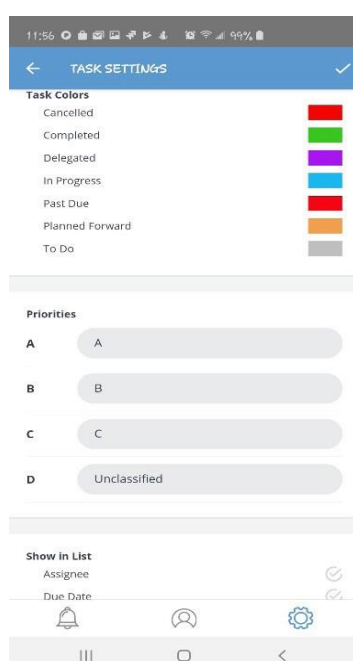 11:56 99%
TASK SETTINGS
Task Colors
Cancelled
Completed
Delegated
In Progress
Past Due
Planned Forward
To Do
Priorities
A A
B B
C C
D Unclassified
Show in List
Assignee
Due Date